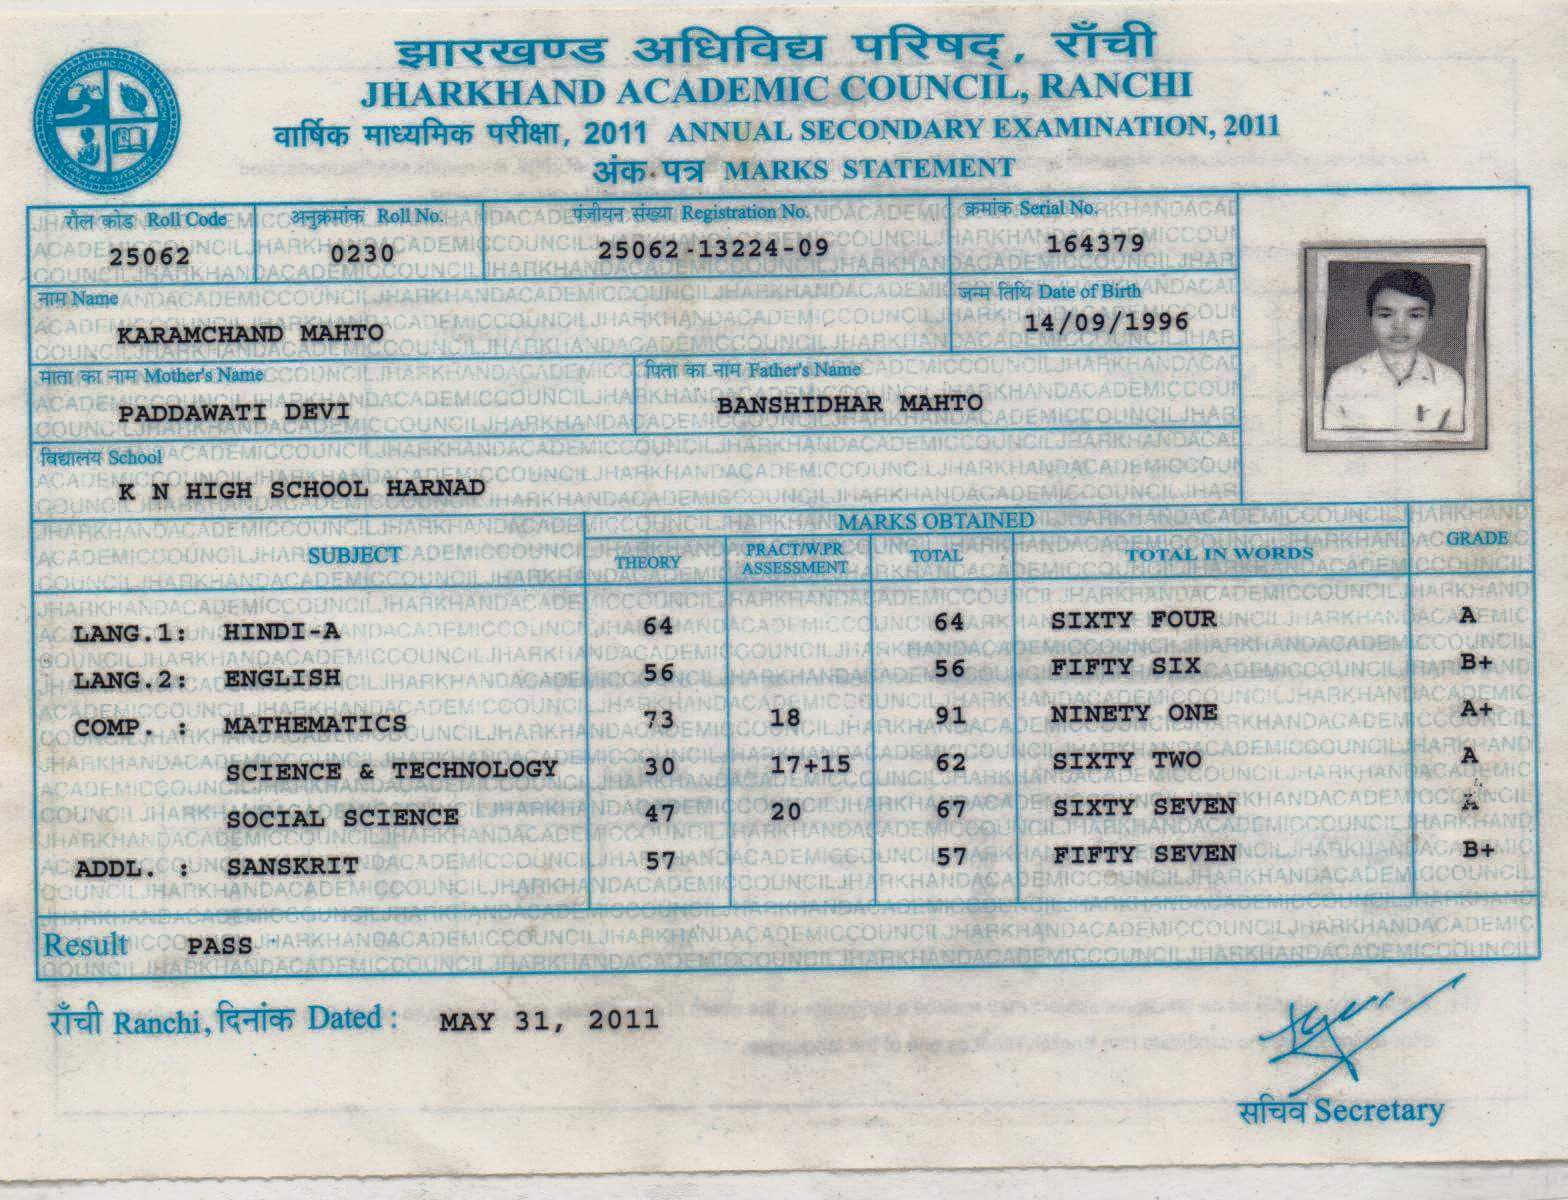 झारखण्ड अधिविद्य परिषद्, राँची
JHARKHAND ACADEMIC COUNCIL, RANCHI
वार्षिक माध्यमिक परीक्षा, 2011 ANNUAL SECONDARY EXAMINATION, 2011
अंक पत्र MARKS STATEMENT
रौल कोड Roll Code अनुक्रमांक Roll No. पंजीयन संख्या Registration No. क्रमांक Serial No.
25062 0230 25062-13224-09 164379
नाम Name जन्म तिथि Date of Birth
KARAMCHAND MAHTO 14/09/1996
माता का नाम Mother's Name पिता का नाम Father's Name
PADDAWATI DEVI BANSHIDHAR MAHTO
विद्यालय School
K N HIGH SCHOOL HARNAD
MARKS OBTAINED
SUBJECT THEORY PRACT/W.PR ASSESSMENT TOTAL TOTAL IN WORDS GRADE
LANG.1: HINDI-A 64 64 SIXTY FOUR A
LANG.2: ENGLISH 56 56 FIFTY SIX B+
COMP. : MATHEMATICS 73 18 91 NINETY ONE A+
SCIENCE & TECHNOLOGY 30 17+15 62 SIXTY TWO A
SOCIAL SCIENCE 47 20 67 SIXTY SEVEN A
ADDL. : SANSKRIT 57 57 FIFTY SEVEN B+
Result PASS
राँची Ranchi, दिनांक Dated : MAY 31, 2011
सचिव Secretary